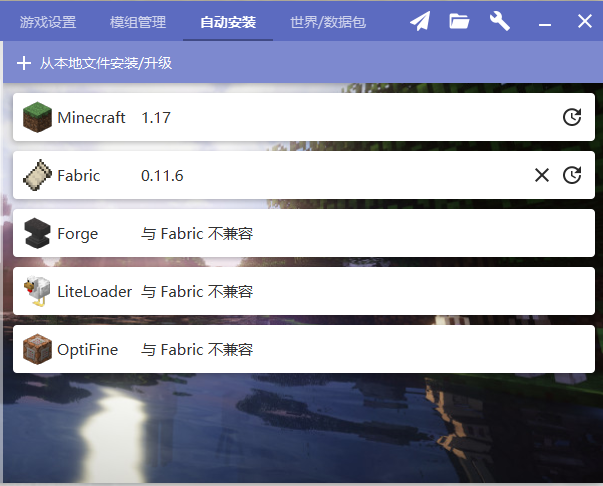 游戏设置 模组管理 自动安装 世界/数据包
从本地文件安装/升级
Minecraft 1.17
Fabric 0.11.6
Forge 与 Fabric 不兼容
LiteLoader 与 Fabric 不兼容
OptiFine 与 Fabric 不兼容